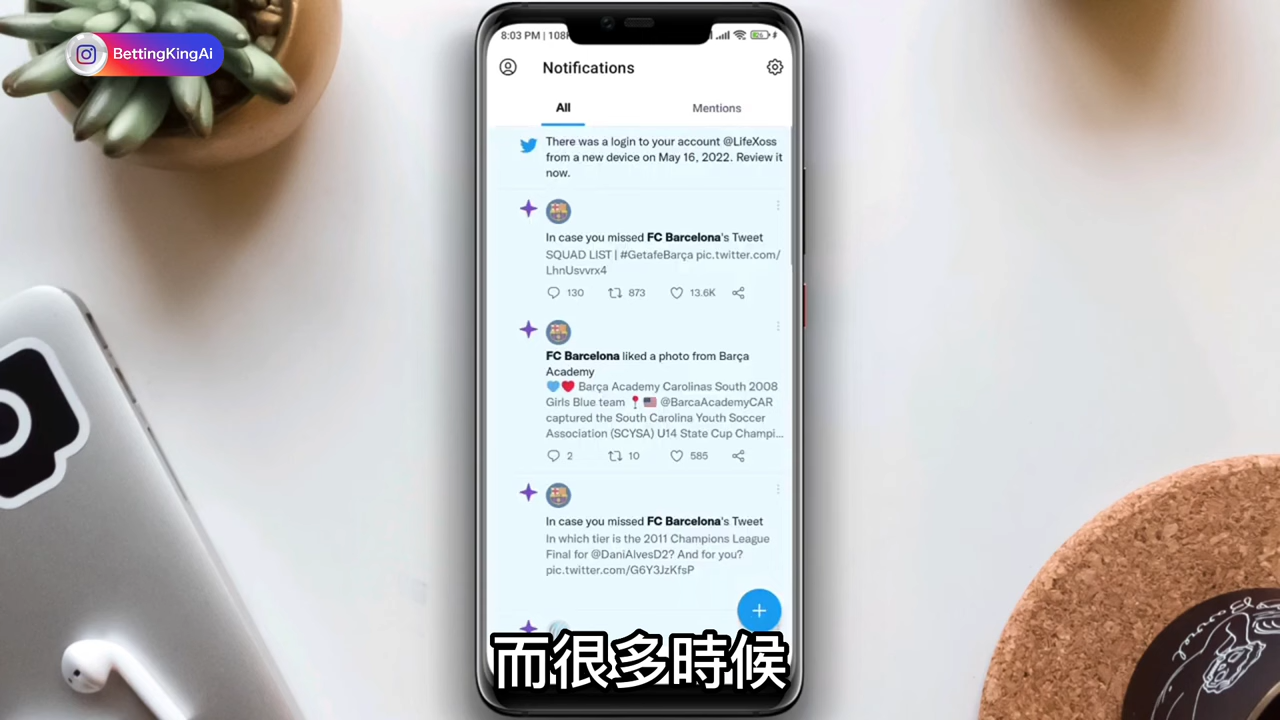 BettingKingAi
8:03 PM | 108K
Notifications
All
Mentions
There was a login to your account @LifeXoss
from a new device on May 16, 2022. Review it
now.
In case you missed FC Barcelona's Tweet
SQUAD LIST | #GetafeBarça pic.twitter.com/
LhnUsvvrx4
130 873 13.6K
FC Barcelona liked a photo from Barça
Academy
💙❤️ Barça Academy Carolinas South 2008
Girls Blue team 📍🇺🇸 @BarcaAcademyCAR
captured the South Carolina Youth Soccer
Association (SCYSA) U14 State Cup Champi...
2 10 585
In case you missed FC Barcelona's Tweet
In which tier is the 2011 Champions League
Final for @DaniAlvesD2? And for you?
pic.twitter.com/G6Y3JzKfsP
而很多時候